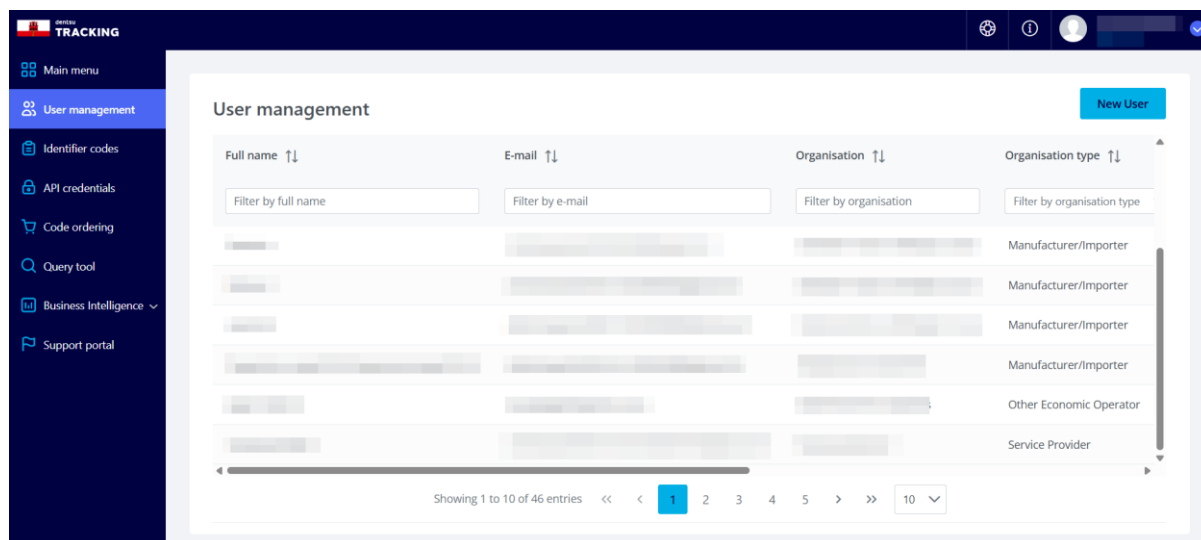 dentsu
TRACKING
Main menu
User management
Identifier codes
API credentials
Code ordering
Query tool
Business Intelligence
Support portal
User management
New User
Full name
E-mail
Organisation
Organisation type
Filter by full name
Filter by e-mail
Filter by organisation
Filter by organisation type
Manufacturer/Importer
Manufacturer/Importer
Manufacturer/Importer
Manufacturer/Importer
Other Economic Operator
Service Provider
Showing 1 to 10 of 46 entries << < 1 2 3 4 5 > >> 10